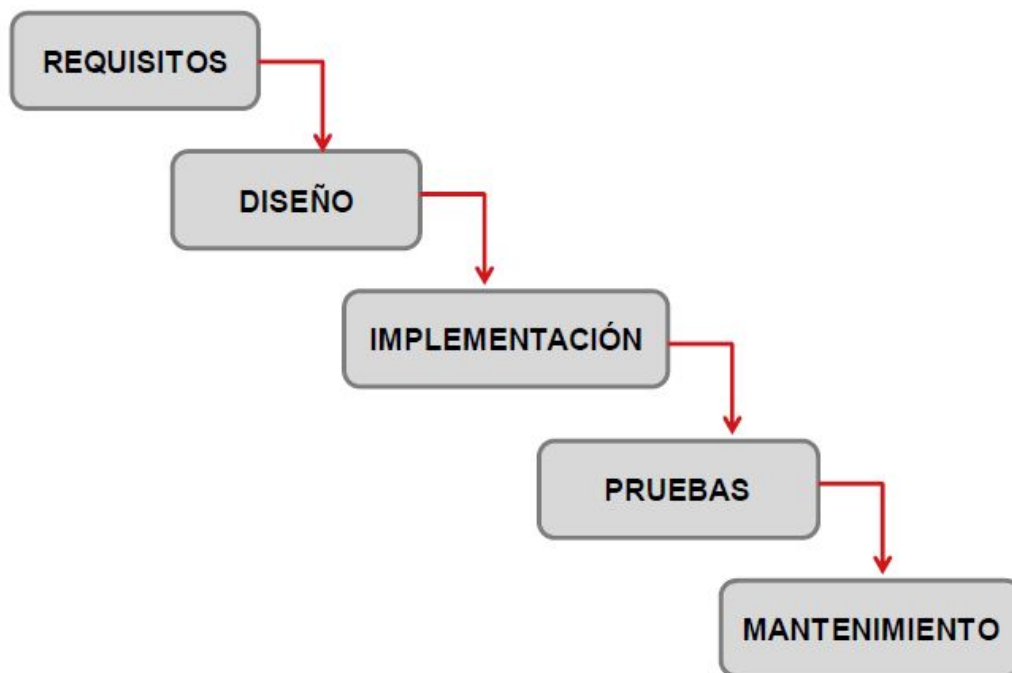 REQUISITOS
DISEÑO
IMPLEMENTACIÓN
PRUEBAS
MANTENIMIENTO